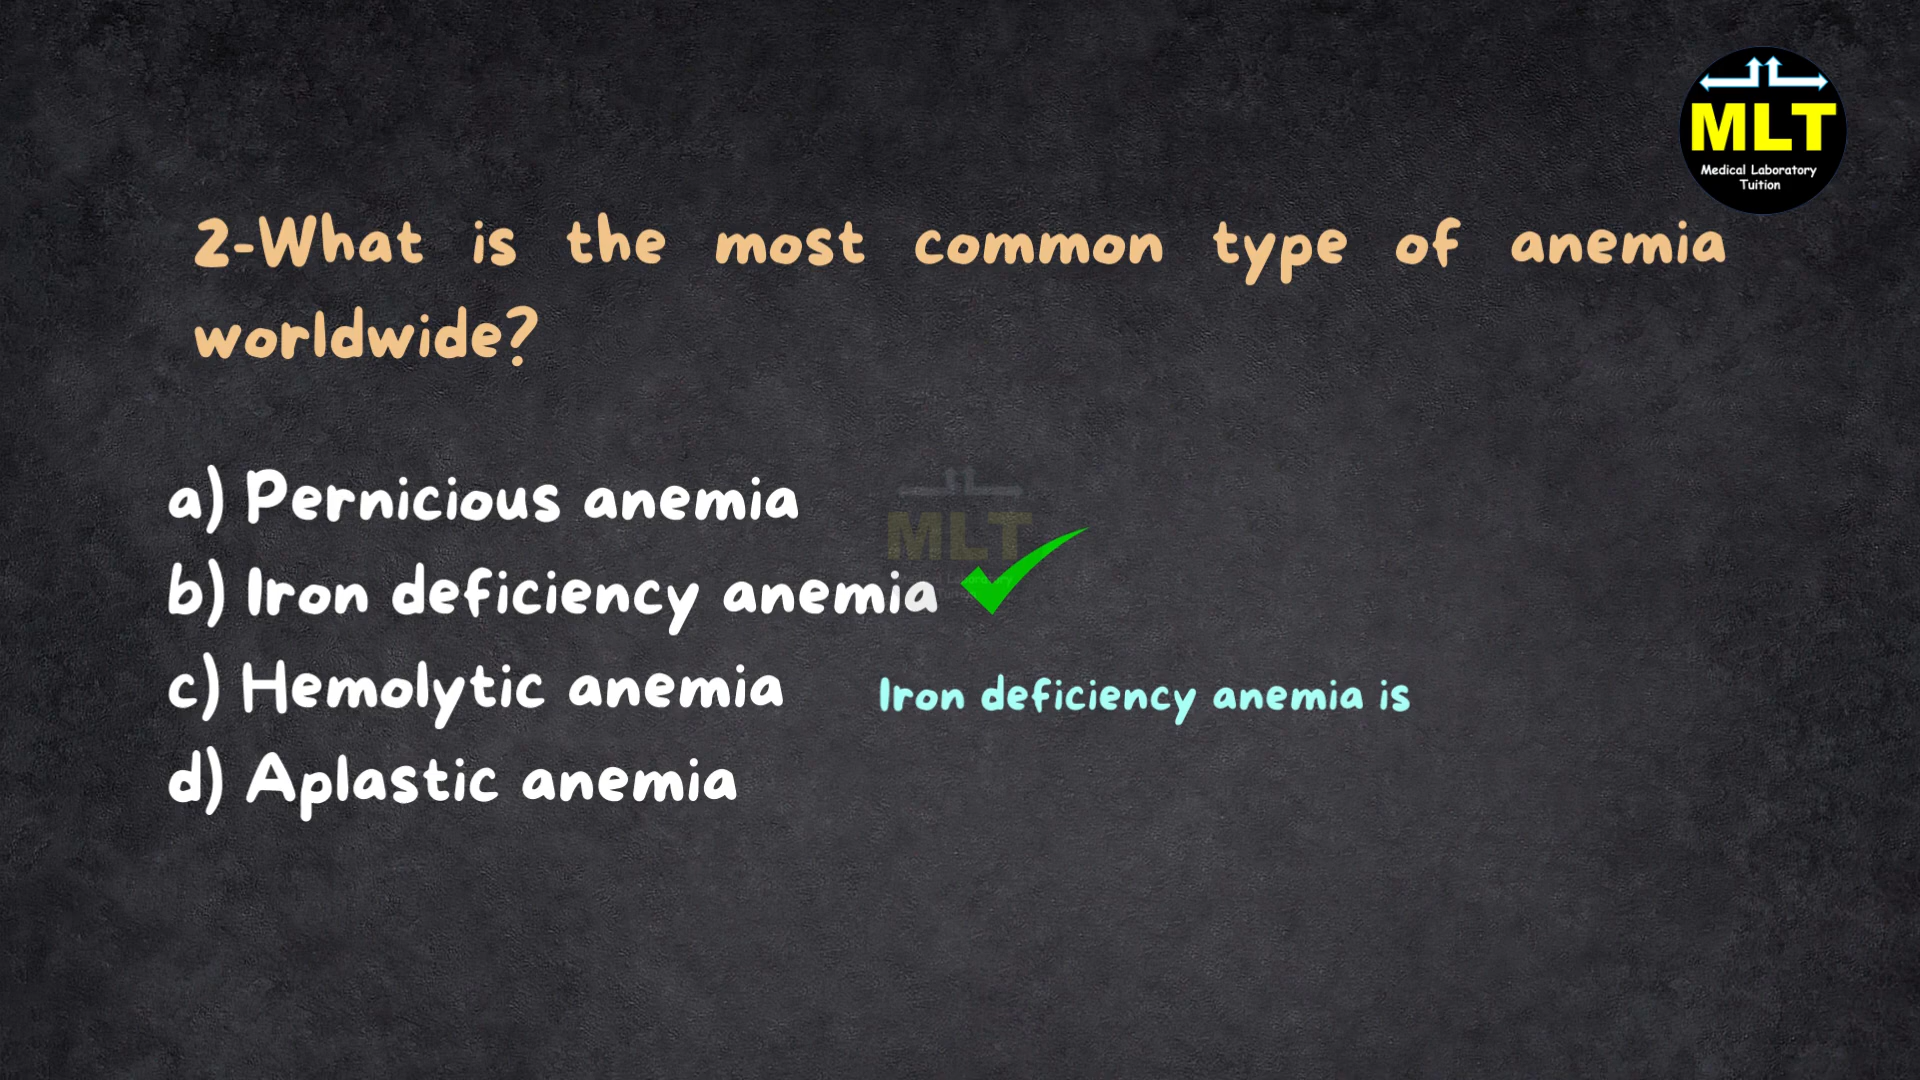 MLT
Medical Laboratory
Tuition
2-What is the most common type of anemia
worldwide?
a) Pernicious anemia
b) Iron deficiency anemia
c) Hemolytic anemia
d) Aplastic anemia
MLT
Iron deficiency anemia is